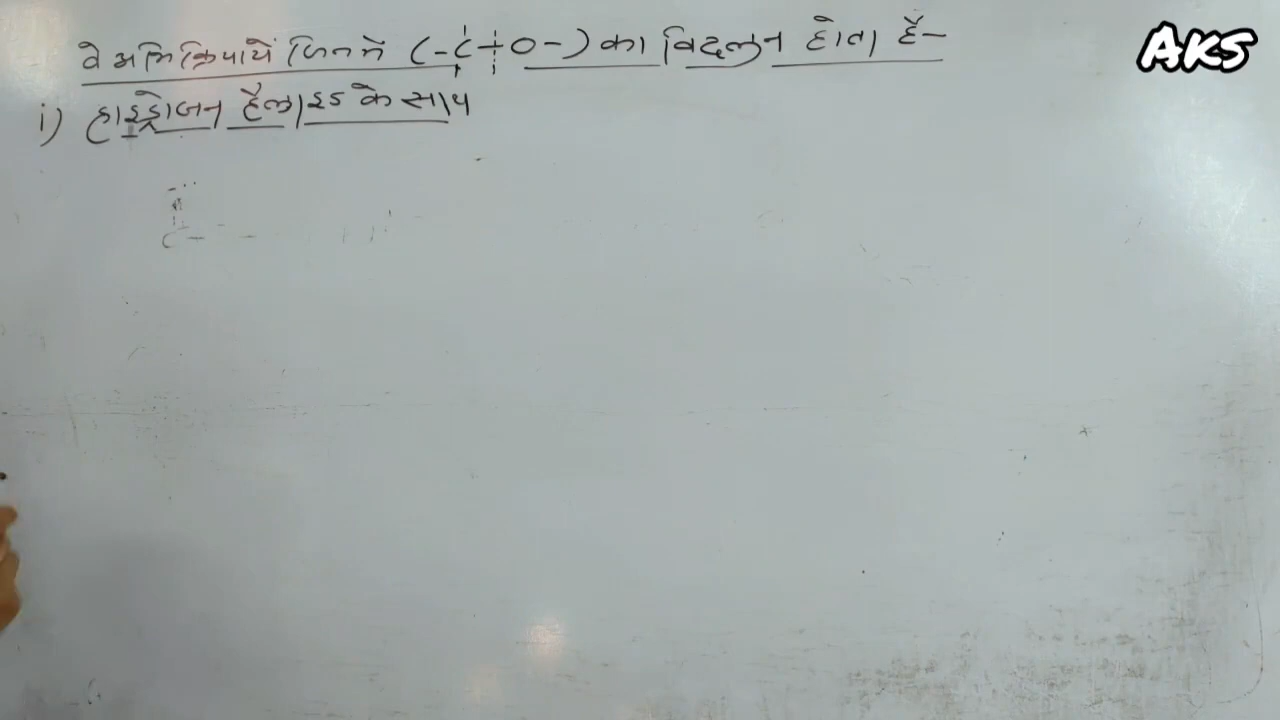 वे अभिक्रियायें जिनमें (-C-O-) का विदलन होता है-
i) हाइड्रोजन हैलाइड के साथ
AKS